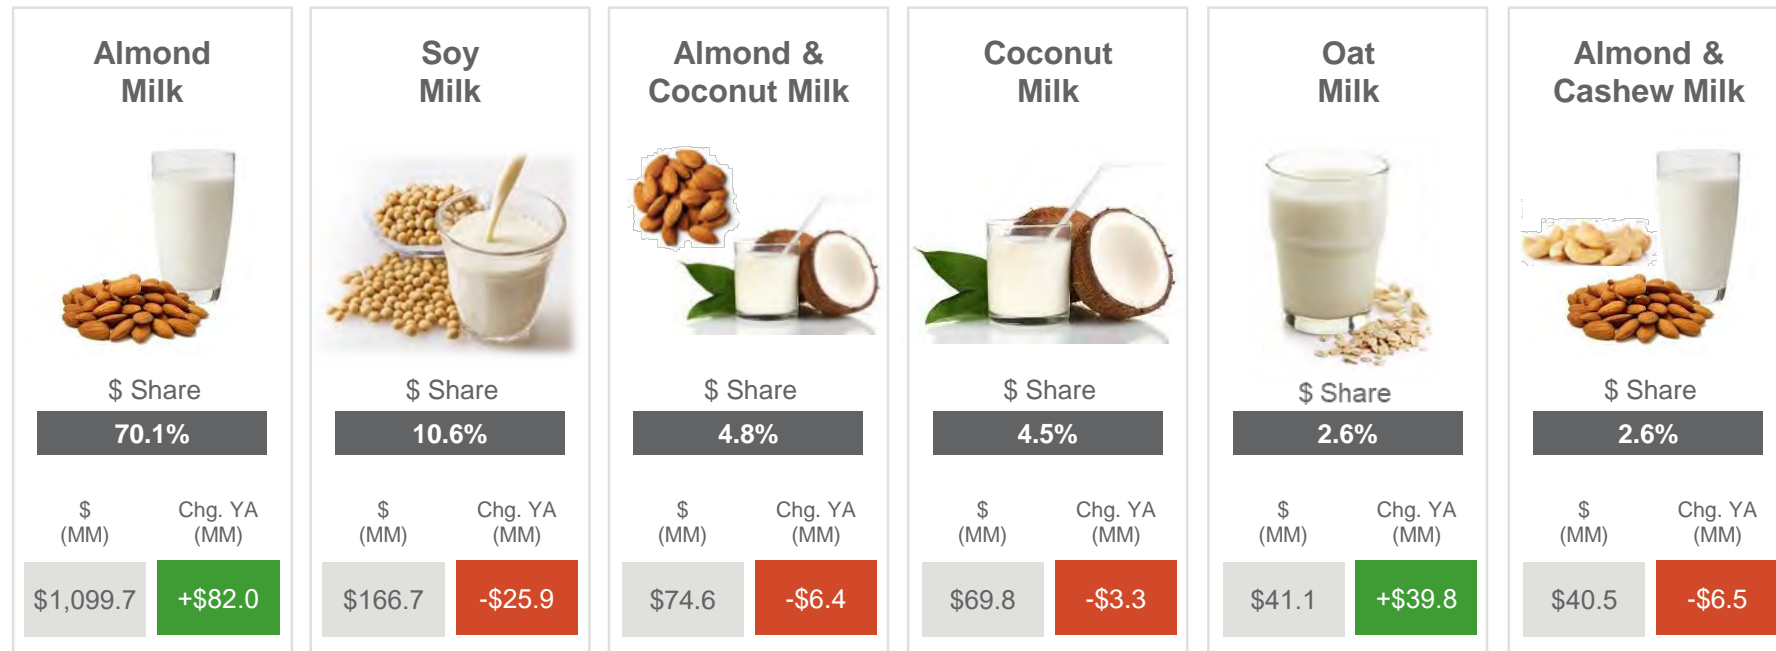 Almond
Milk
$ Share
70.1%
$
(MM)
Chg. YA
(MM)
$1,099.7
+$82.0
Soy
Milk
$ Share
10.6%
$
(MM)
Chg. YA
(MM)
$166.7
-$25.9
Almond &
Coconut Milk
$ Share
4.8%
$
(MM)
Chg. YA
(MM)
$74.6
-$6.4
Coconut
Milk
$ Share
4.5%
$
(MM)
Chg. YA
(MM)
$69.8
-$3.3
Oat
Milk
$ Share
2.6%
$
(MM)
Chg. YA
(MM)
$41.1
+$39.8
Almond &
Cashew Milk
$ Share
2.6%
$
(MM)
Chg. YA
(MM)
$40.5
-$6.5